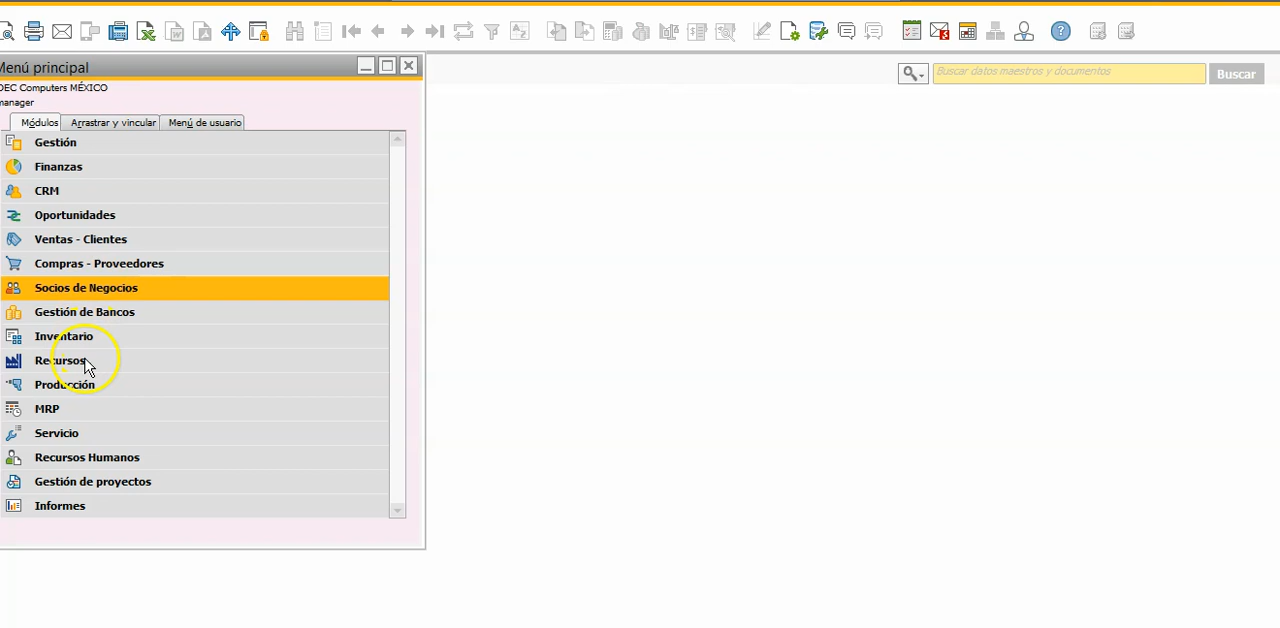 Menú principal
OEC Computers MÉXICO
manager
Módulos Arrastrar y vincular Menú de usuario
Gestión
Finanzas
CRM
Oportunidades
Ventas - Clientes
Compras - Proveedores
Socios de Negocios
Gestión de Bancos
Inventario
Recursos
Producción
MRP
Servicio
Recursos Humanos
Gestión de proyectos
Informes
Buscar datos maestros y documentos Buscar